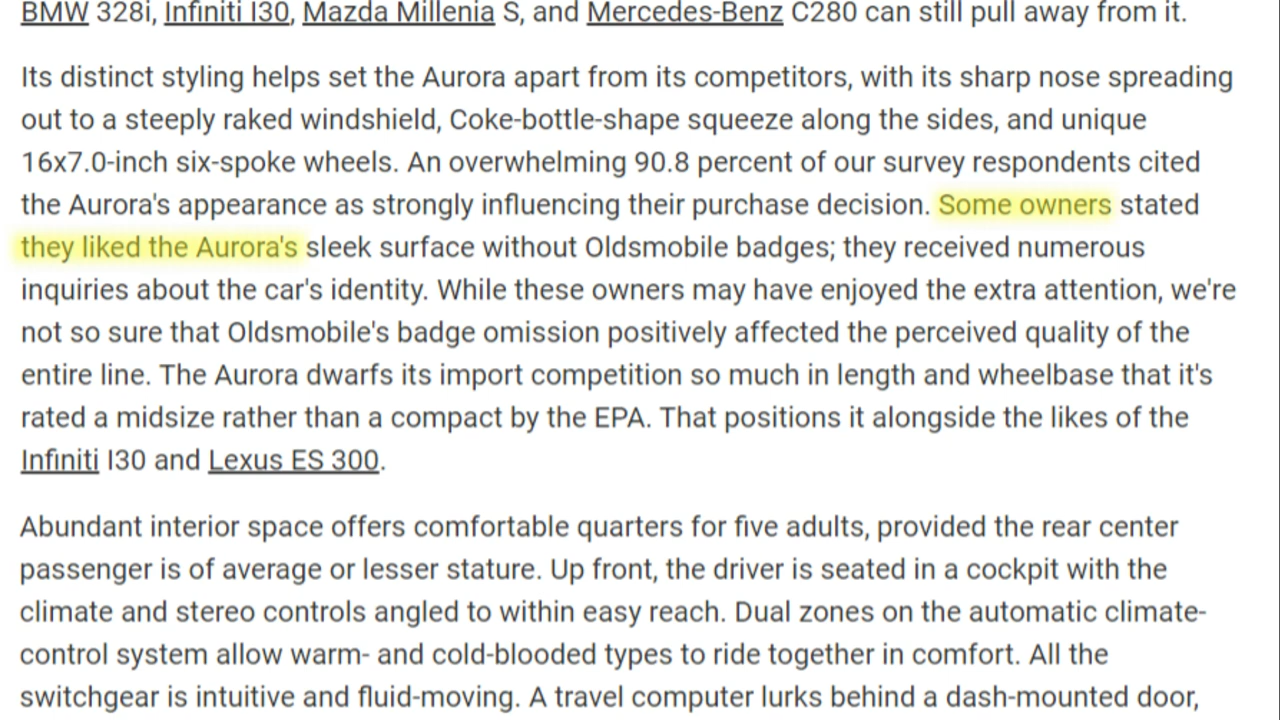 BMW 328i, Infiniti I30, Mazda Millenia S, and Mercedes-Benz C280 can still pull away from it.
Its distinct styling helps set the Aurora apart from its competitors, with its sharp nose spreading
out to a steeply raked windshield, Coke-bottle-shape squeeze along the sides, and unique
16x7.0-inch six-spoke wheels. An overwhelming 90.8 percent of our survey respondents cited
the Aurora's appearance as strongly influencing their purchase decision. Some owners stated
they liked the Aurora's sleek surface without Oldsmobile badges; they received numerous
inquiries about the car's identity. While these owners may have enjoyed the extra attention, we're
not so sure that Oldsmobile's badge omission positively affected the perceived quality of the
entire line. The Aurora dwarfs its import competition so much in length and wheelbase that it's
rated a midsize rather than a compact by the EPA. That positions it alongside the likes of the
Infiniti I30 and Lexus ES 300.
Abundant interior space offers comfortable quarters for five adults, provided the rear center
passenger is of average or lesser stature. Up front, the driver is seated in a cockpit with the
climate and stereo controls angled to within easy reach. Dual zones on the automatic climate-
control system allow warm- and cold-blooded types to ride together in comfort. All the
switchgear is intuitive and fluid-moving. A travel computer lurks behind a dash-mounted door,